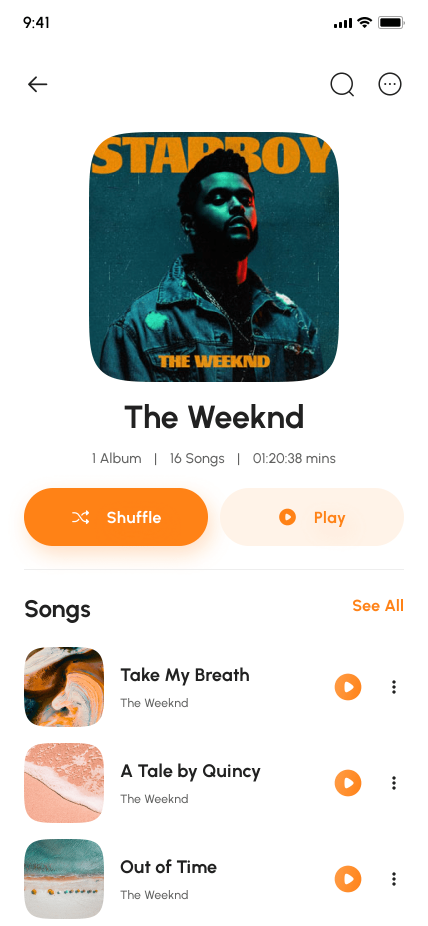 9:41
STARBOY
THE WEEKND
The Weeknd
1 Album | 16 Songs | 01:20:38 mins
Shuffle
Play
Songs
See All
Take My Breath
The Weeknd
A Tale by Quincy
The Weeknd
Out of Time
The Weeknd